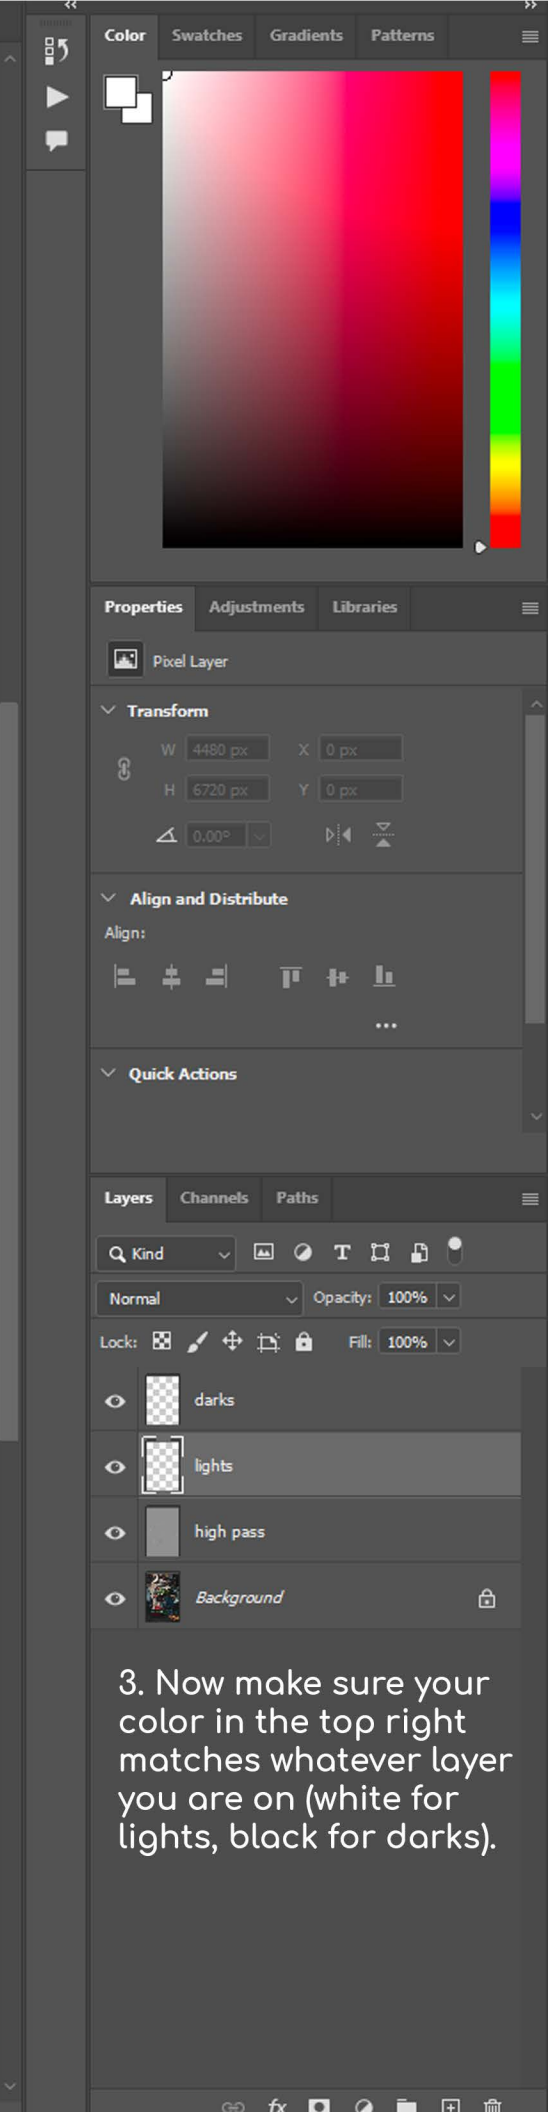 Color Swatches Gradients Patterns
Properties Adjustments Libraries
Pixel Layer
Transform
W 4480 px X 0 px
H 6720 px Y 0 px
0.00°
Align and Distribute
Align:
Quick Actions
Layers Channels Paths
Kind
Normal Opacity: 100%
Lock: Fill: 100%
darks
lights
high pass
Background
3. Now make sure your
color in the top right
matches whatever layer
you are on (white for
lights, black for darks).
fx